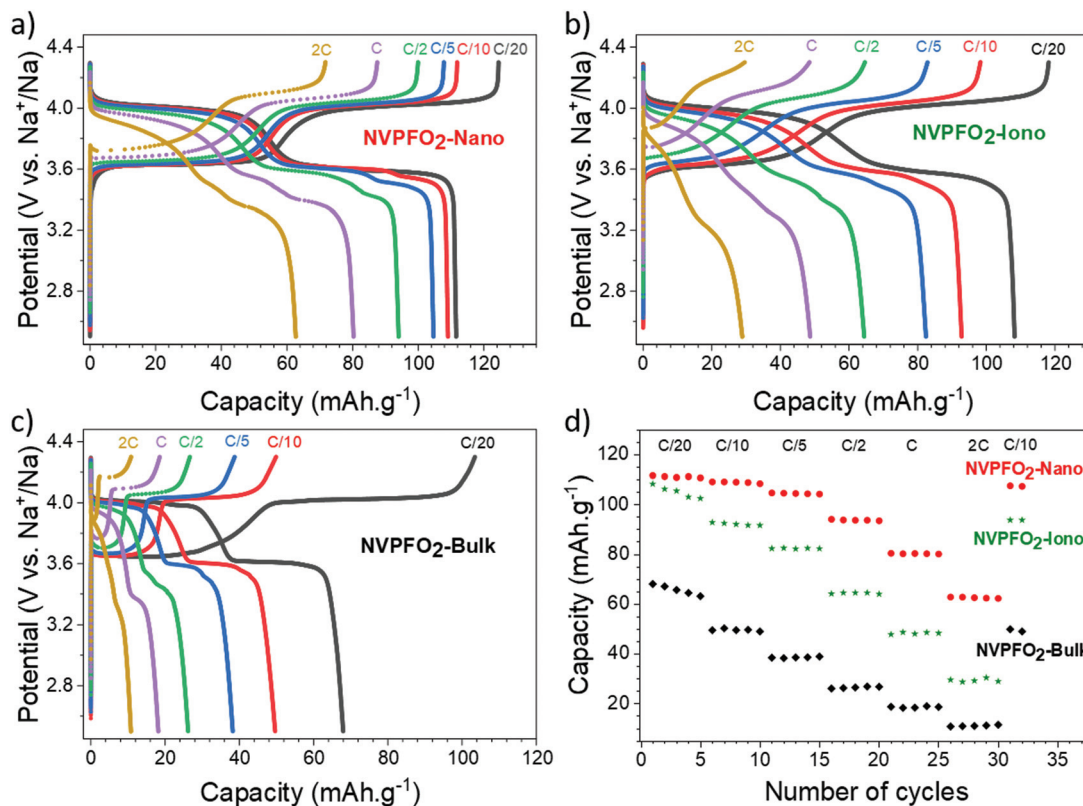 a)
2C C C/2 C/5 C/10 C/20
4.4
4.0
3.6
3.2
2.8
Potential (V vs. Na⁺/Na)
NVPFO₂-Nano
0 20 40 60 80 100 120
Capacity (mAh.g⁻¹)
b)
2C C C/2 C/5 C/10 C/20
4.4
4.0
3.6
3.2
2.8
Potential (V vs. Na⁺/Na)
NVPFO₂-Iono
0 20 40 60 80 100 120
Capacity (mAh.g⁻¹)
c)
2C C C/2 C/5 C/10 C/20
4.4
4.0
3.6
3.2
2.8
Potential (V vs. Na⁺/Na)
NVPFO₂-Bulk
0 20 40 60 80 100 120
Capacity (mAh.g⁻¹)
d)
C/20 C/10 C/5 C/2 C 2C C/10
120
100
80
60
40
20
Capacity (mAh.g⁻¹)
NVPFO₂-Nano
NVPFO₂-Iono
NVPFO₂-Bulk
0 5 10 15 20 25 30 35
Number of cycles